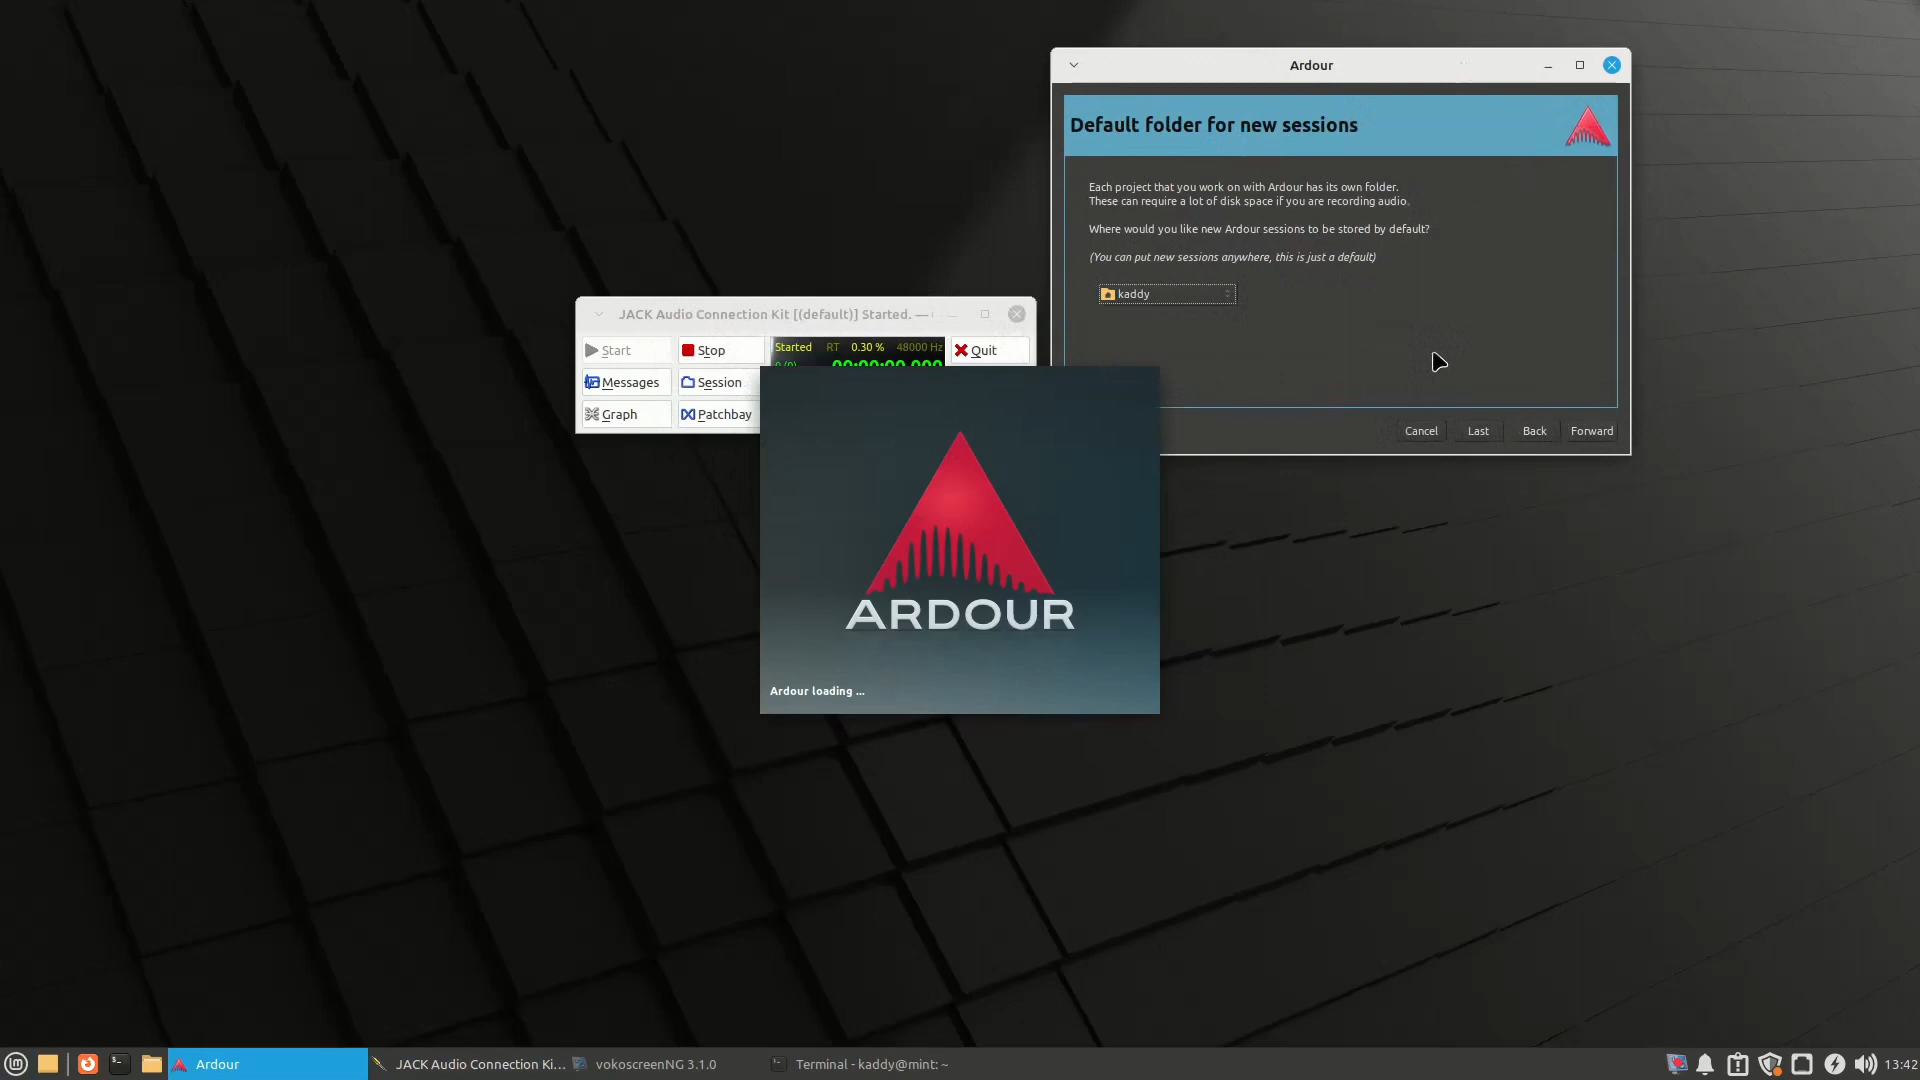 Ardour
Default folder for new sessions
Each project that you work on with Ardour has its own folder.
These can require a lot of disk space if you are recording audio.
Where would you like new Ardour sessions to be stored by default?
(You can put new sessions anywhere, this is just a default)
kaddy
Cancel
Last
Back
Forward
JACK Audio Connection Kit [(default)] Started. —
Start
Stop
Started RT 0.30 % 48000 Hz
Quit
Messages
Session
Graph
Patchbay
ARDOUR
Ardour loading ...
Ardour
JACK Audio Connection Ki...
vokoscreenNG 3.1.0
Terminal - kaddy@mint: ~
13:42